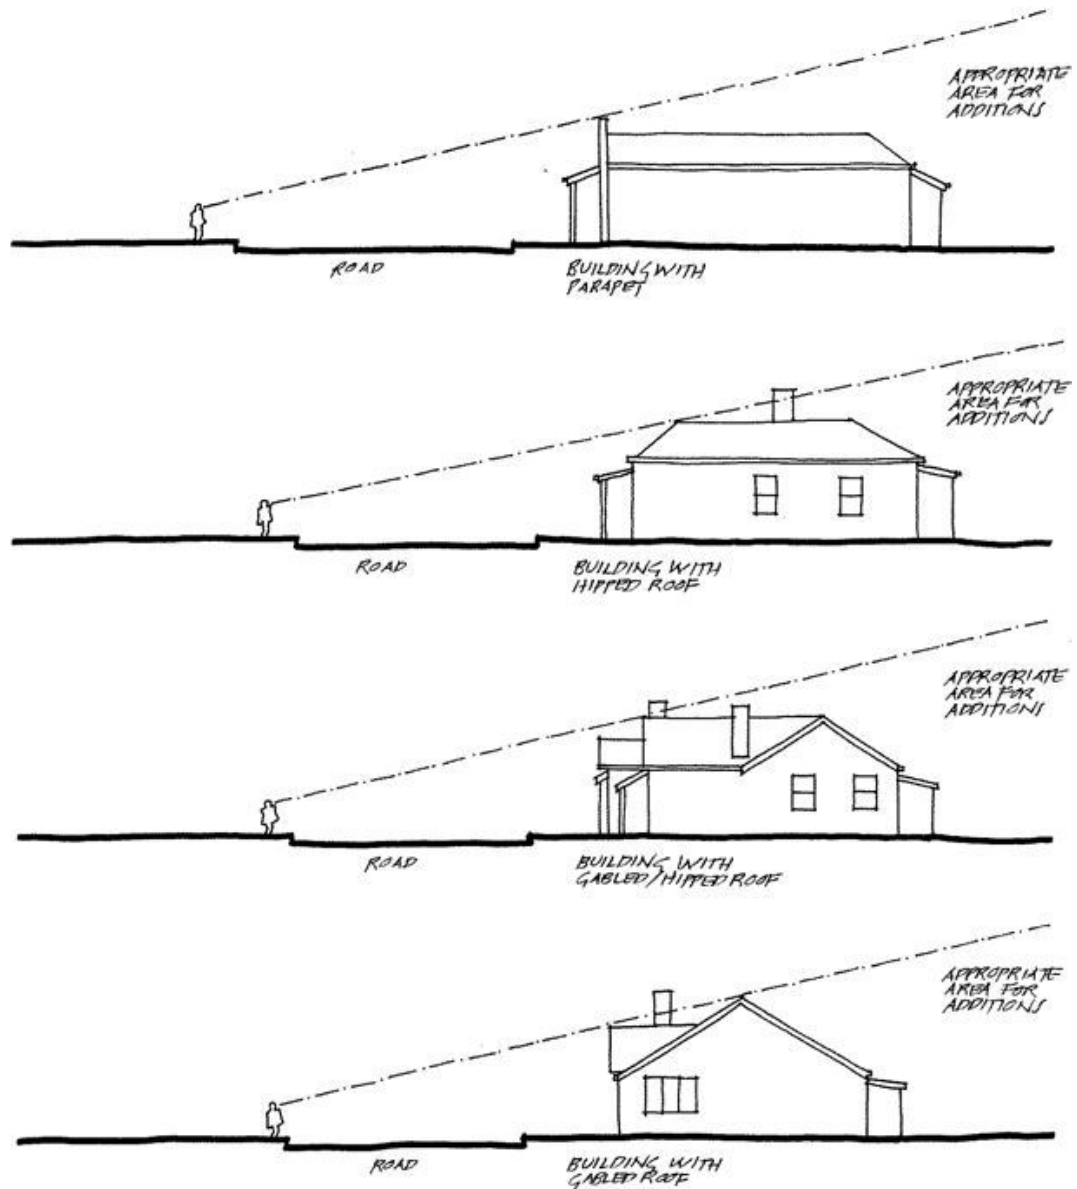 APPROPRIATE
AREA FOR
ADDITIONS
ROAD
BUILDING WITH
PARAPET
APPROPRIATE
AREA FOR
ADDITIONS
ROAD
BUILDING WITH
HIPPED ROOF
APPROPRIATE
AREA FOR
ADDITIONS
ROAD
BUILDING WITH
GABLED/HIPPED ROOF
APPROPRIATE
AREA FOR
ADDITIONS
ROAD
BUILDING WITH
GABLED ROOF